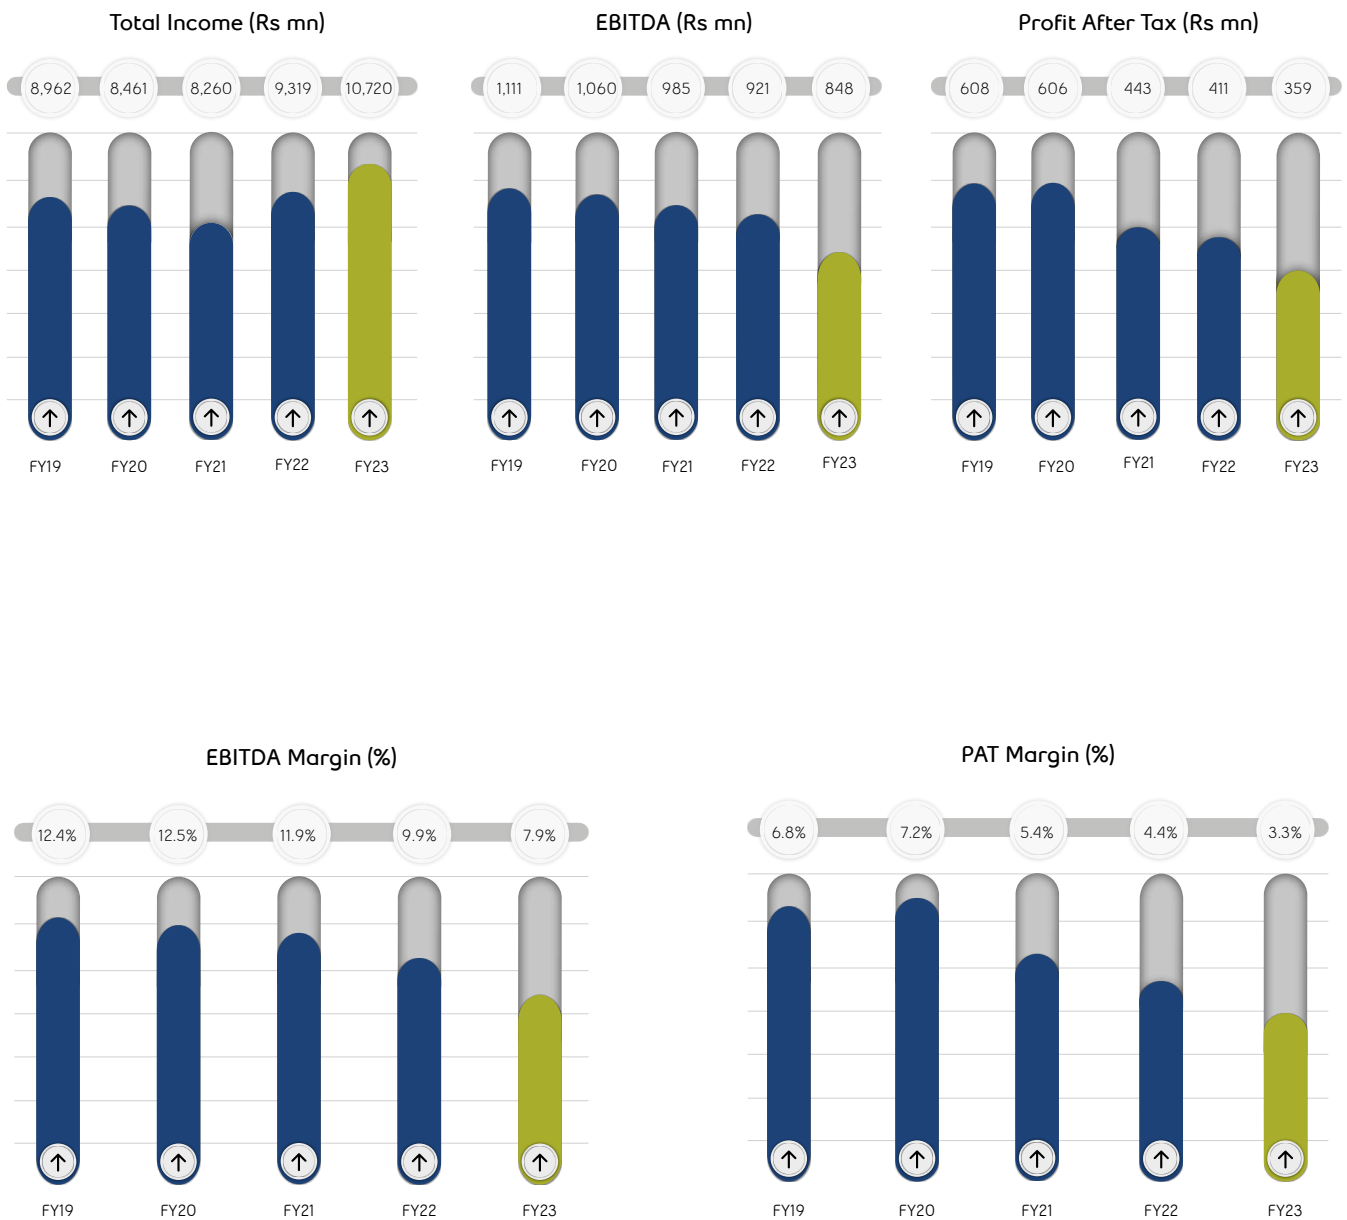 Total Income (Rs mn)
8,962 8,461 8,260 9,319 10,720
FY19 FY20 FY21 FY22 FY23
EBITDA (Rs mn)
1,111 1,060 985 921 848
FY19 FY20 FY21 FY22 FY23
Profit After Tax (Rs mn)
608 606 443 411 359
FY19 FY20 FY21 FY22 FY23
EBITDA Margin (%)
12.4% 12.5% 11.9% 9.9% 7.9%
FY19 FY20 FY21 FY22 FY23
PAT Margin (%)
6.8% 7.2% 5.4% 4.4% 3.3%
FY19 FY20 FY21 FY22 FY23